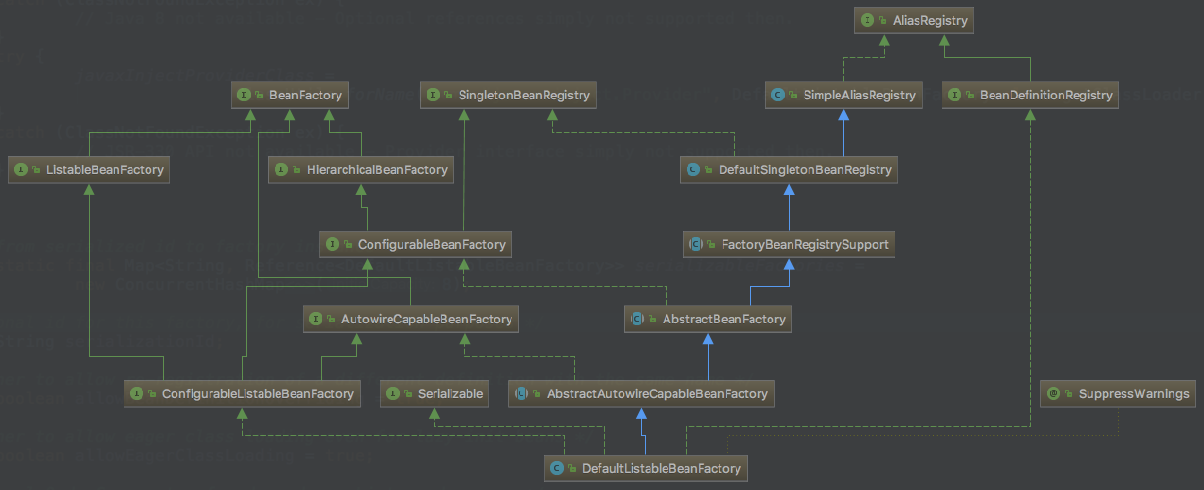 AliasRegistry
BeanFactory
SingletonBeanRegistry
SimpleAliasRegistry
BeanDefinitionRegistry
ListableBeanFactory
HierarchicalBeanFactory
DefaultSingletonBeanRegistry
ConfigurableBeanFactory
FactoryBeanRegistrySupport
AutowireCapableBeanFactory
AbstractBeanFactory
ConfigurableListableBeanFactory
Serializable
AbstractAutowireCapableBeanFactory
SuppressWarnings
DefaultListableBeanFactory